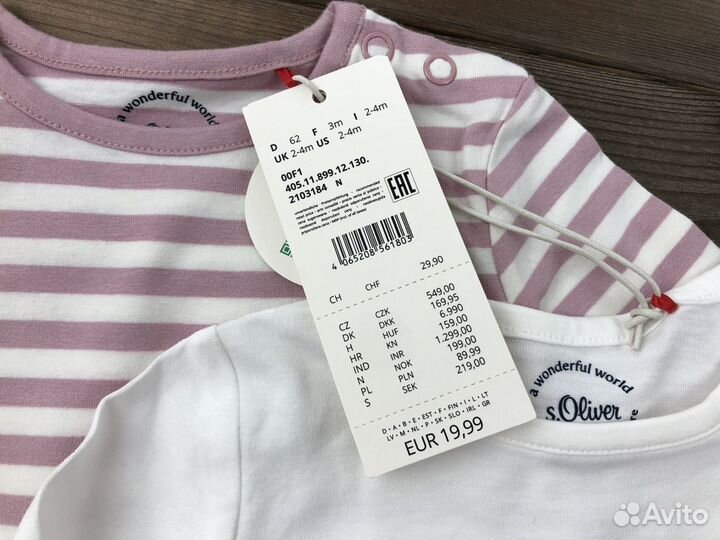 a wonderful world
D 62 F 3m I 2-4m
UK 2-4m US 2-4m
00F1
405.11.899.12.130.
2103184 N
EAC
4 065208 561803
CH CHF 29,90
CZ CZK 549,00
DK DKK 169,95
H HUF 6.990
HR KN 159,00
IND INR 1.299,00
N NOK 199,00
PL PLN 89,99
S SEK 219,00
D • A • B • E • EST • F • FIN • I • L • LT
LV • M • NL • P • SK • SLO • IRL • GR
EUR 19,99
a wonderful world
s.Oliver
Avito